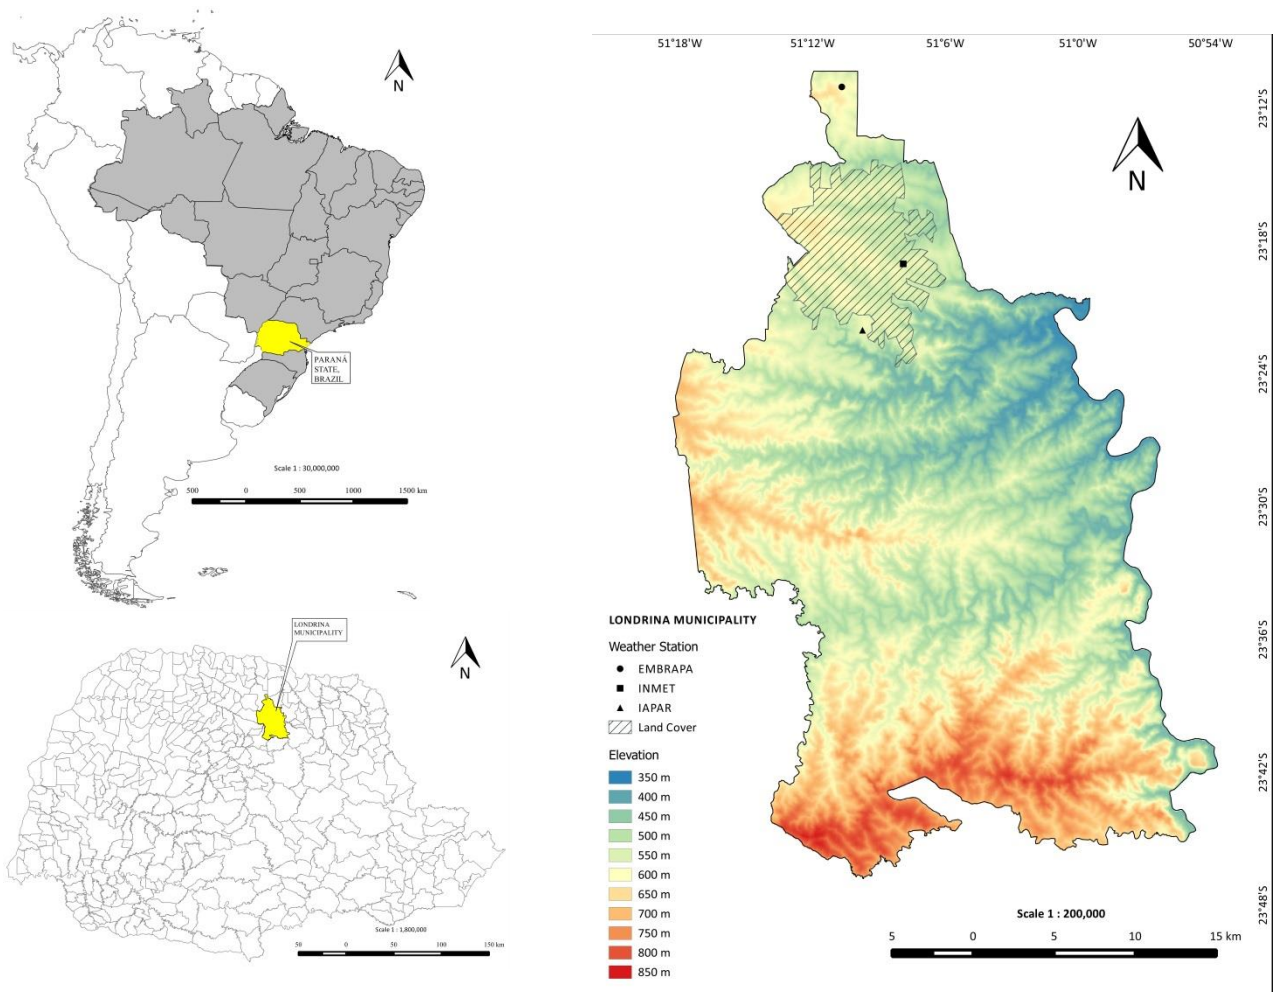 N
PARANÁ
STATE,
BRAZIL
Scale 1 : 30,000,000
500 0 500 1000 1500 km
LONDRINA
MUNICIPALITY
N
Scale 1 : 1,800,000
50 0 50 100 150 km
51°18'W 51°12'W 51°6'W 51°0'W 50°54'W
23°12'S
23°18'S
23°24'S
23°30'S
23°36'S
23°42'S
23°48'S
N
LONDRINA MUNICIPALITY
Weather Station
EMBRAPA
INMET
IAPAR
Land Cover
Elevation
350 m
400 m
450 m
500 m
550 m
600 m
650 m
700 m
750 m
800 m
850 m
Scale 1 : 200,000
5 0 5 10 15 km